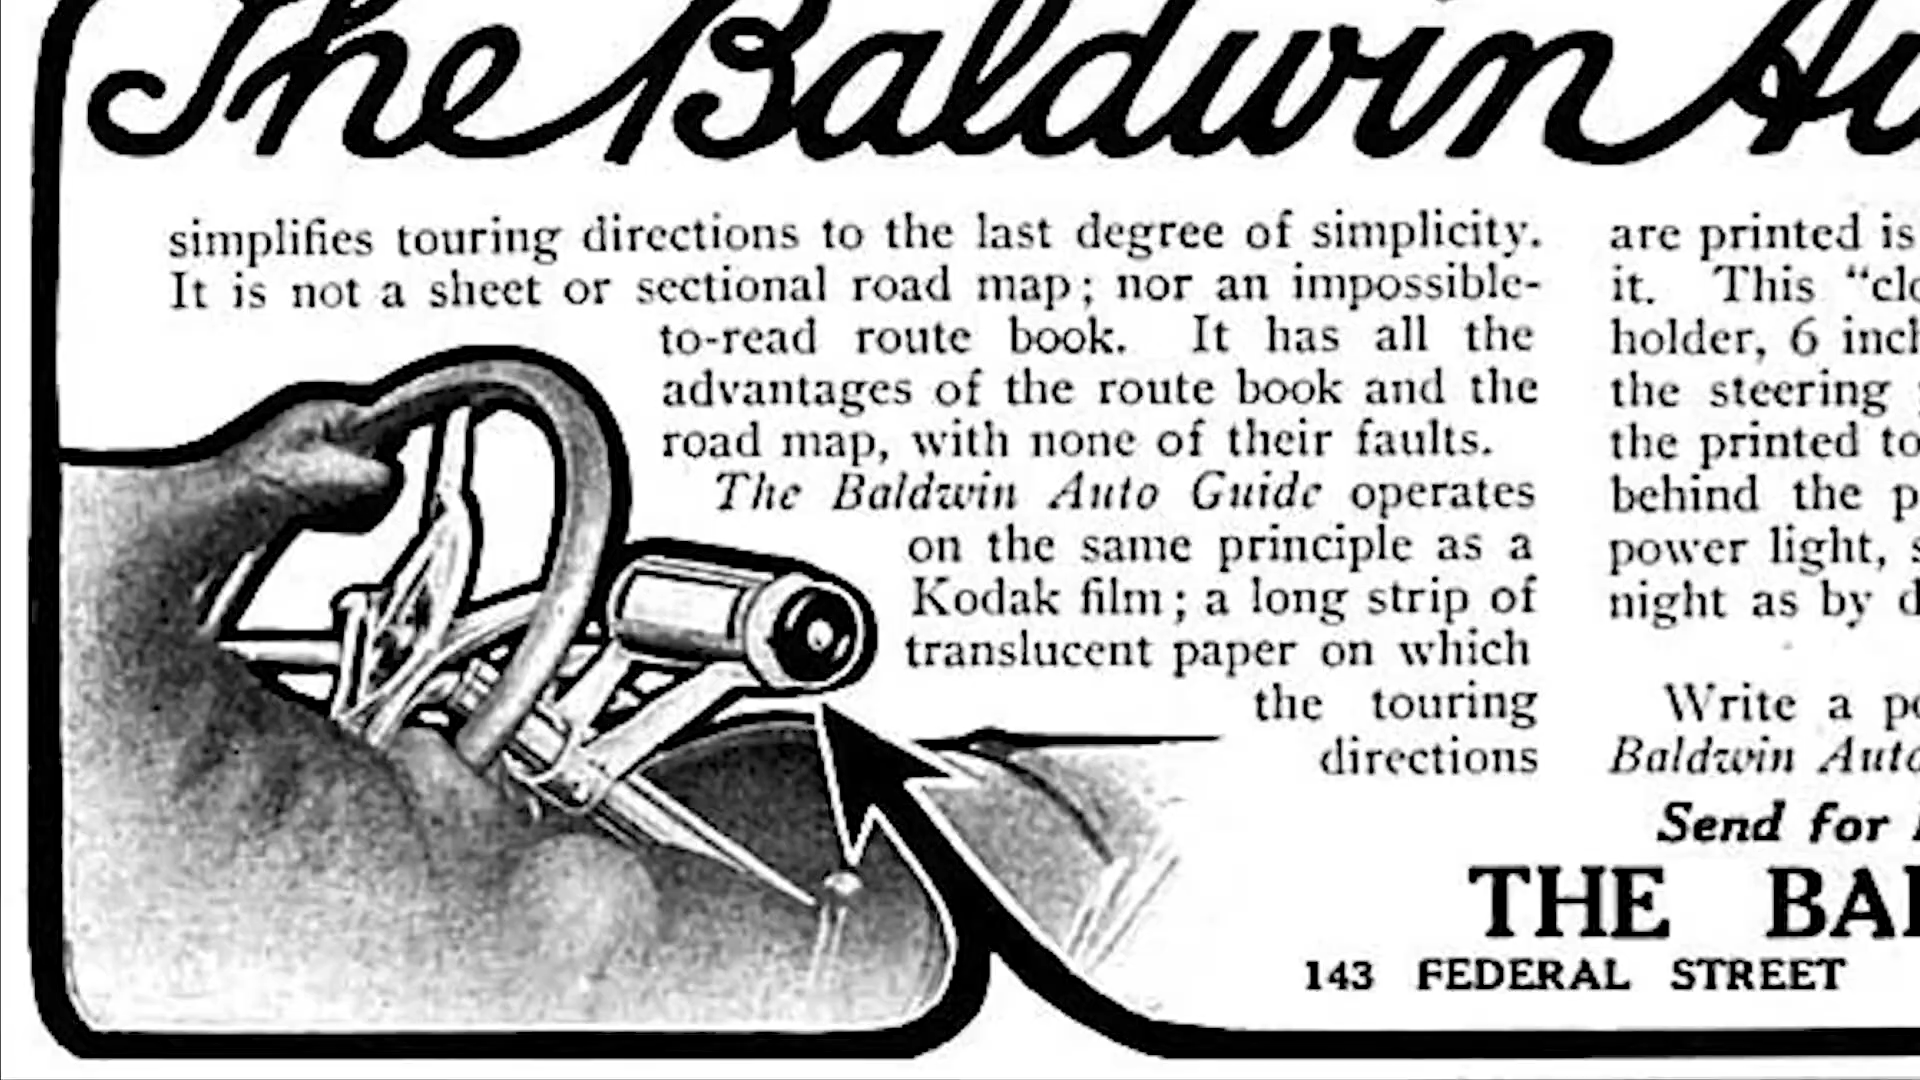 The Baldwin Au
simplifies touring directions to the last degree of simplicity.
It is not a sheet or sectional road map; nor an impossible-
to-read route book. It has all the
advantages of the route book and the
road map, with none of their faults.
The Baldwin Auto Guide operates
on the same principle as a
Kodak film; a long strip of
translucent paper on which
the touring
directions
are printed is
it. This "clo
holder, 6 inch
the steering
the printed to
behind the p
power light, s
night as by d
Write a po
Baldwin Auto
Send for
THE BAL
143 FEDERAL STREET